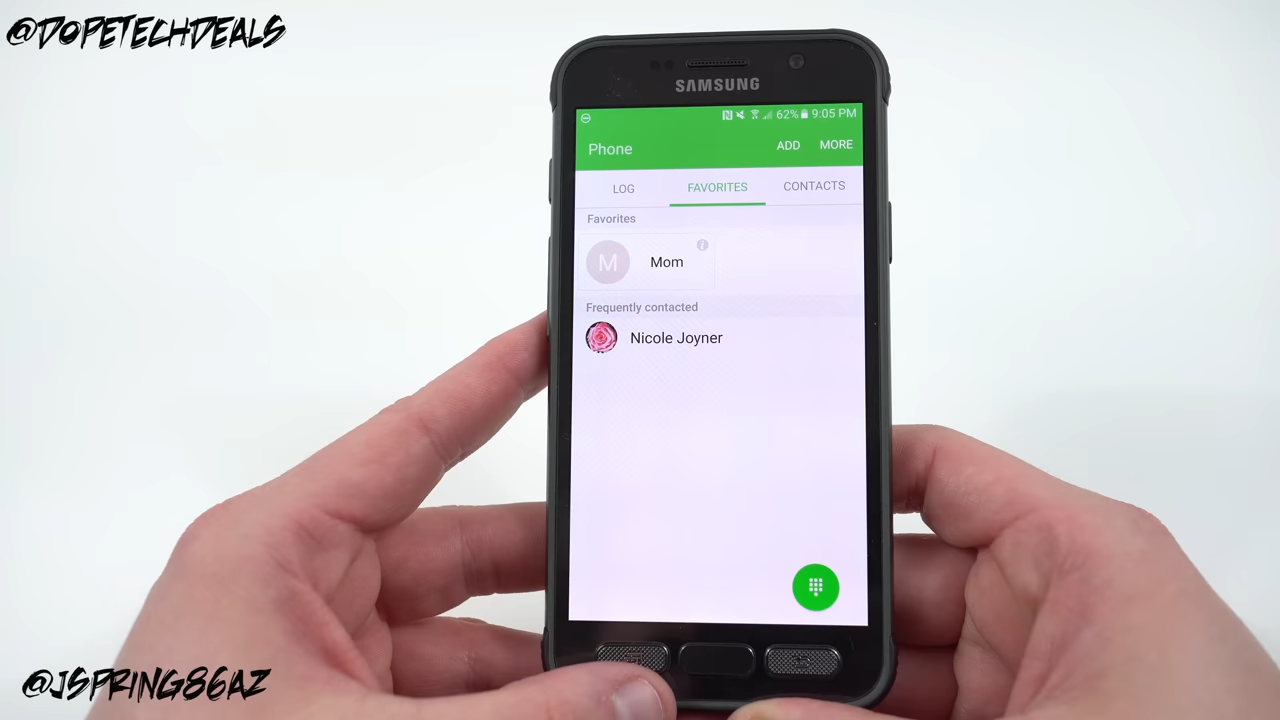 @DOPETECHDEALS
SAMSUNG
62% 9:05 PM
Phone ADD MORE
LOG FAVORITES CONTACTS
Favorites
M Mom
Frequently contacted
Nicole Joyner
@JSPRING86AZ